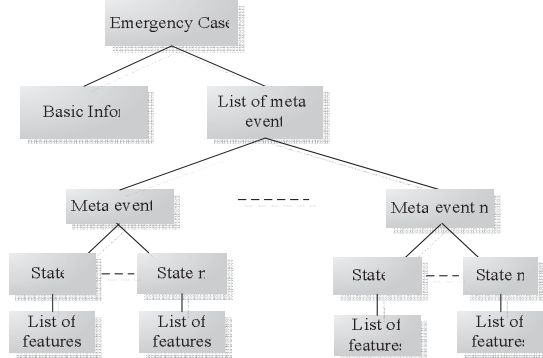 Emergency Case
Basic Infor
List of meta
event
Meta event
Meta event n
State
State n
State
State n
List of
features
List of
features
List of
features
List of
features